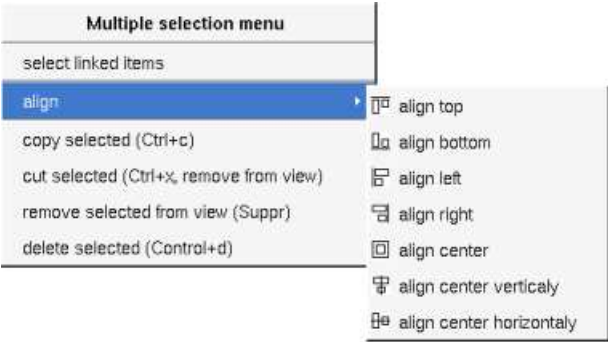 Multiple selection menu
select linked items
align
copy selected (Ctrl+c)
cut selected (Ctrl+x, remove from view)
remove selected from view (Suppr)
delete selected (Control+d)
align top
align bottom
align left
align right
align center
align center verticaly
align center horizontaly